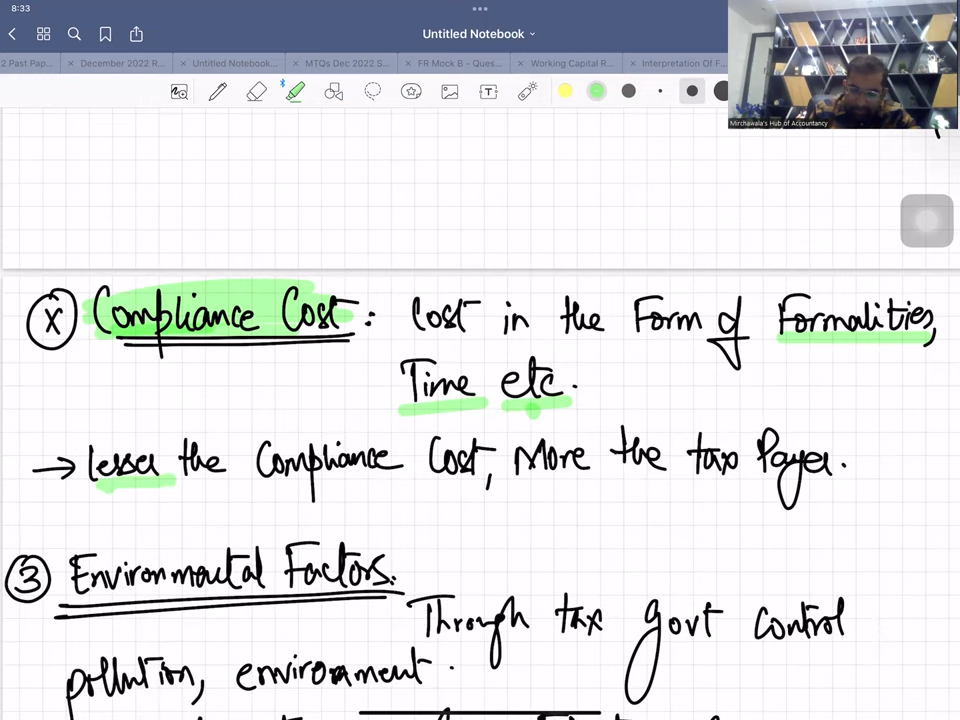 8:33
Untitled Notebook
2 Past Pap...
December 2022 R...
Untitled Notebook...
MTQs Dec 2022 S...
FR Mock B - Ques...
Working Capital R...
Interpretation Of F...
Mirchawala's Hub of Accountancy
x Compliance Cost : Cost in the Form of Formalities,
Time etc.
→ lesser the Compliance Cost, More the tax Payer.
3 Environmental Factors.
Through tax govt control
pollution, environment.